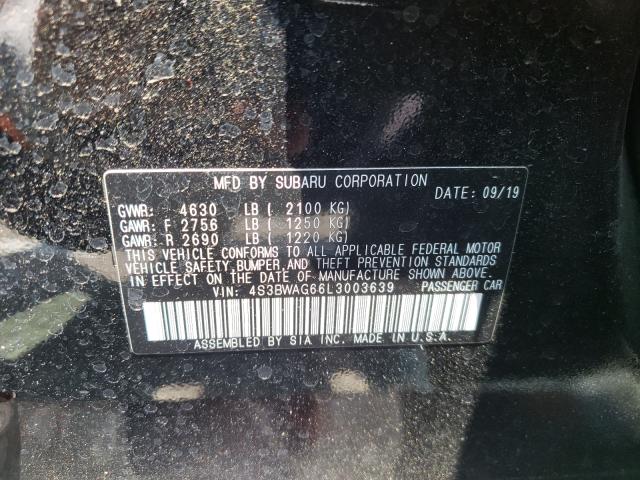 MFD BY SUBARU CORPORATION
DATE: 09/19
GVWR: 4630 LB ( 2100 KG)
GAWR: F 2756 LB ( 1250 KG)
GAWR: R 2690 LB ( 1220 KG)
THIS VEHICLE CONFORMS TO ALL APPLICABLE FEDERAL MOTOR
VEHICLE SAFETY, BUMPER, AND THEFT PREVENTION STANDARDS
IN EFFECT ON THE DATE OF MANUFACTURE SHOWN ABOVE.
VIN: 4S3BWAG66L3003639 PASSENGER CAR
ASSEMBLED BY SIA INC. MADE IN U.S.A.